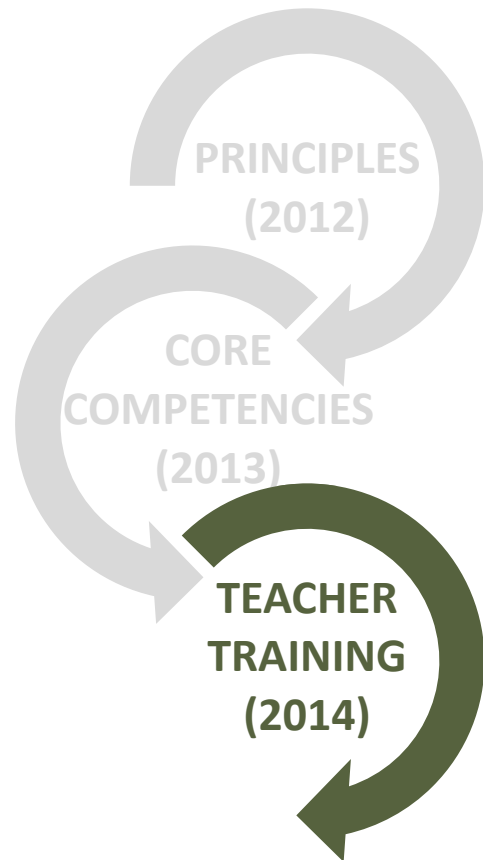 PRINCIPLES
(2012)
CORE
COMPETENCIES
(2013)
TEACHER
TRAINING
(2014)